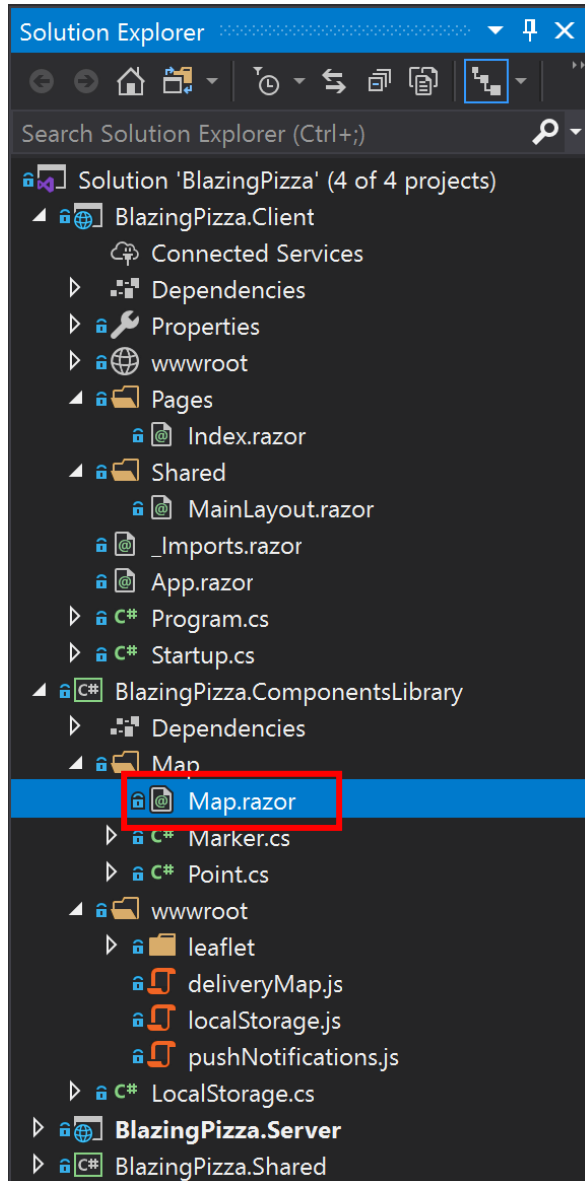 Solution Explorer
Search Solution Explorer (Ctrl+;)
Solution 'BlazingPizza' (4 of 4 projects)
BlazingPizza.Client
Connected Services
Dependencies
Properties
wwwroot
Pages
@ Index.razor
Shared
@ MainLayout.razor
@ _Imports.razor
@ App.razor
C# Program.cs
C# Startup.cs
C# BlazingPizza.ComponentsLibrary
Dependencies
Map
@ Map.razor
C# Marker.cs
C# Point.cs
wwwroot
leaflet
deliveryMap.js
localStorage.js
pushNotifications.js
C# LocalStorage.cs
BlazingPizza.Server
C# BlazingPizza.Shared